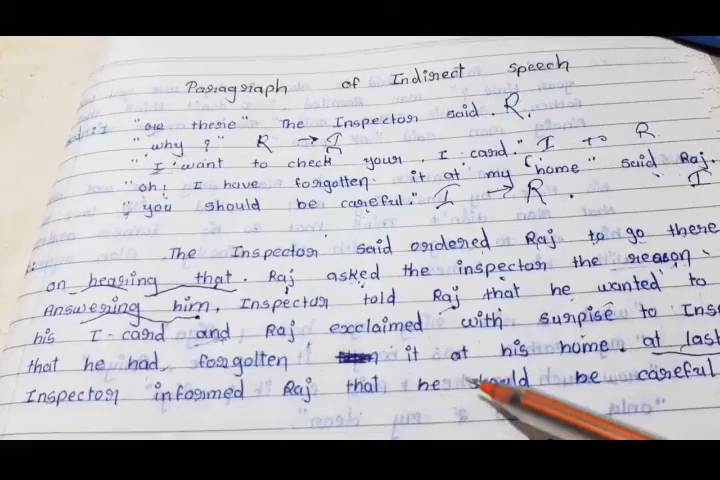 Paragraph of Indirect speech
"go there" The Inspector said. R.
"why?" R → I
"I want to check your I card." I to R
"oh! I have forgotten it at my home" said Raj.
"you should be careful." I → R. I
The Inspector said ordered Raj to go there
on hearing that. Raj asked the inspector the reason
Answering him, Inspector told Raj that he wanted to
his I-card and Raj exclaimed with surpise to Ins
that he had forgotten it at his home. at last
Inspector informed Raj that he should be careful